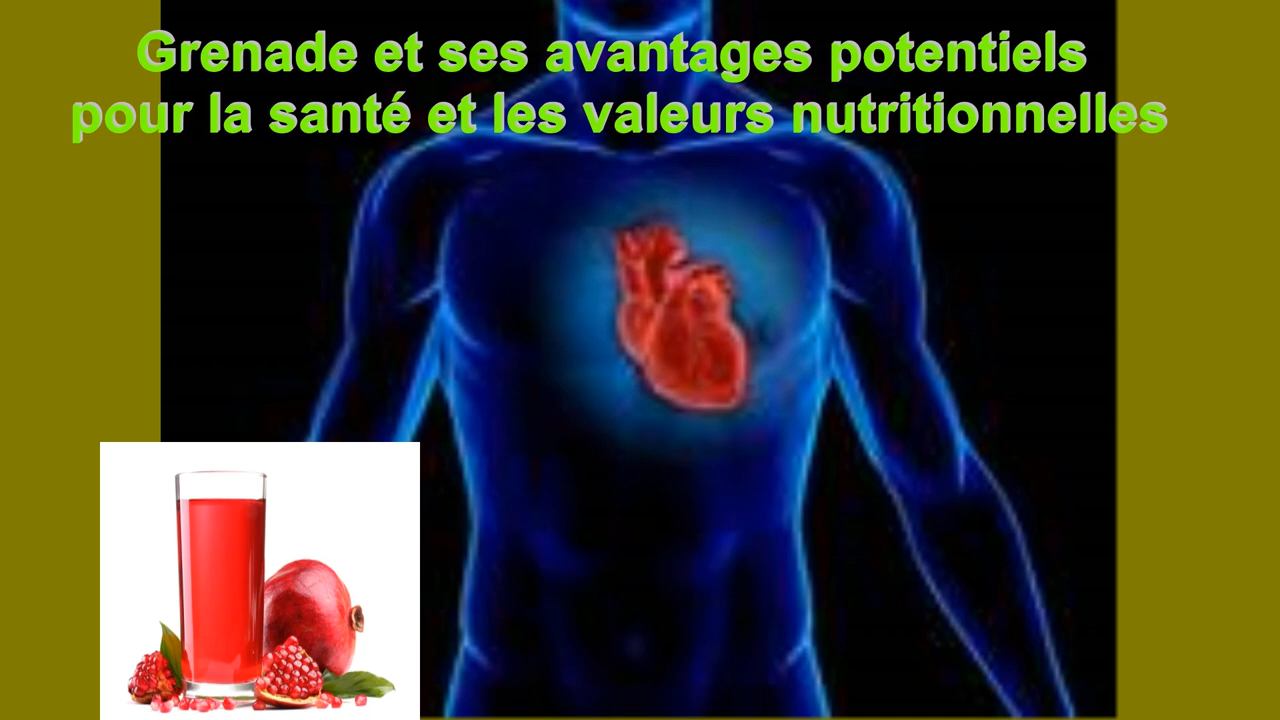 Grenade et ses avantages potentiels
pour la santé et les valeurs nutritionnelles